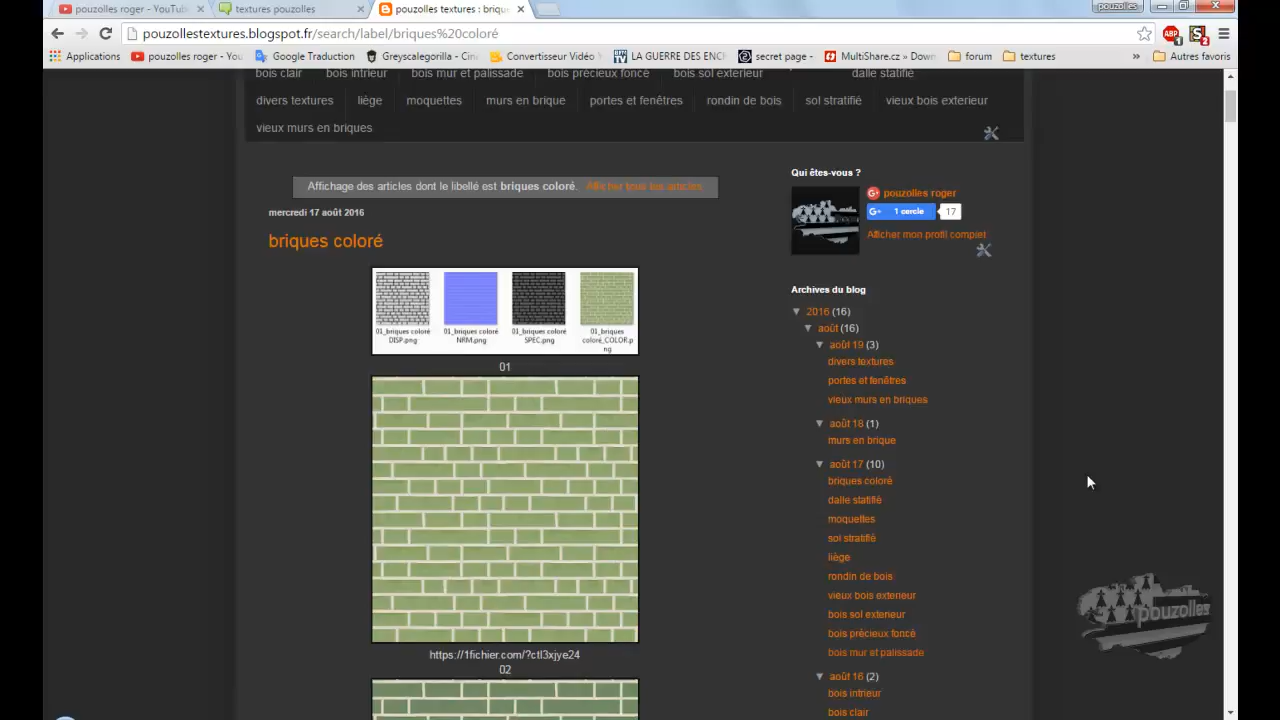 pouzolles roger - YouTub
textures pouzolles
pouzolles textures : brique
pouzolles
pouzollestextures.blogspot.fr/search/label/briques%20coloré
Applications
pouzolles roger - You
Google Traduction
Greyscalegorilla - Cin
Convertisseur Vidéo
LA GUERRE DES ENCH
secret page -
MultiShare.cz » Down
forum
textures
»
Autres favoris
bois clair
bois intrieur
bois mur et palissade
bois précieux foncé
bois sol exterieur
dalle statifié
divers textures
liège
moquettes
murs en brique
portes et fenêtres
rondin de bois
sol stratifié
vieux bois exterieur
vieux murs en briques
Affichage des articles dont le libellé est briques coloré. Afficher tous les articles
mercredi 17 août 2016
briques coloré
01_briques coloré
DISP.png
01_briques coloré
NRM.png
01_briques coloré
SPEC.png
01_briques
coloré_COLOR.p
ng
01
https://1fichier.com/?ctl3xjye24
02
Qui êtes-vous ?
pouzolles roger
1 cercle
17
Afficher mon profil complet
Archives du blog
2016 (16)
août (16)
août 19 (3)
divers textures
portes et fenêtres
vieux murs en briques
août 18 (1)
murs en brique
août 17 (10)
briques coloré
dalle statifié
moquettes
sol stratifié
liège
rondin de bois
vieux bois exterieur
bois sol exterieur
bois précieux foncé
bois mur et palissade
août 16 (2)
bois intrieur
bois clair
pouzolles